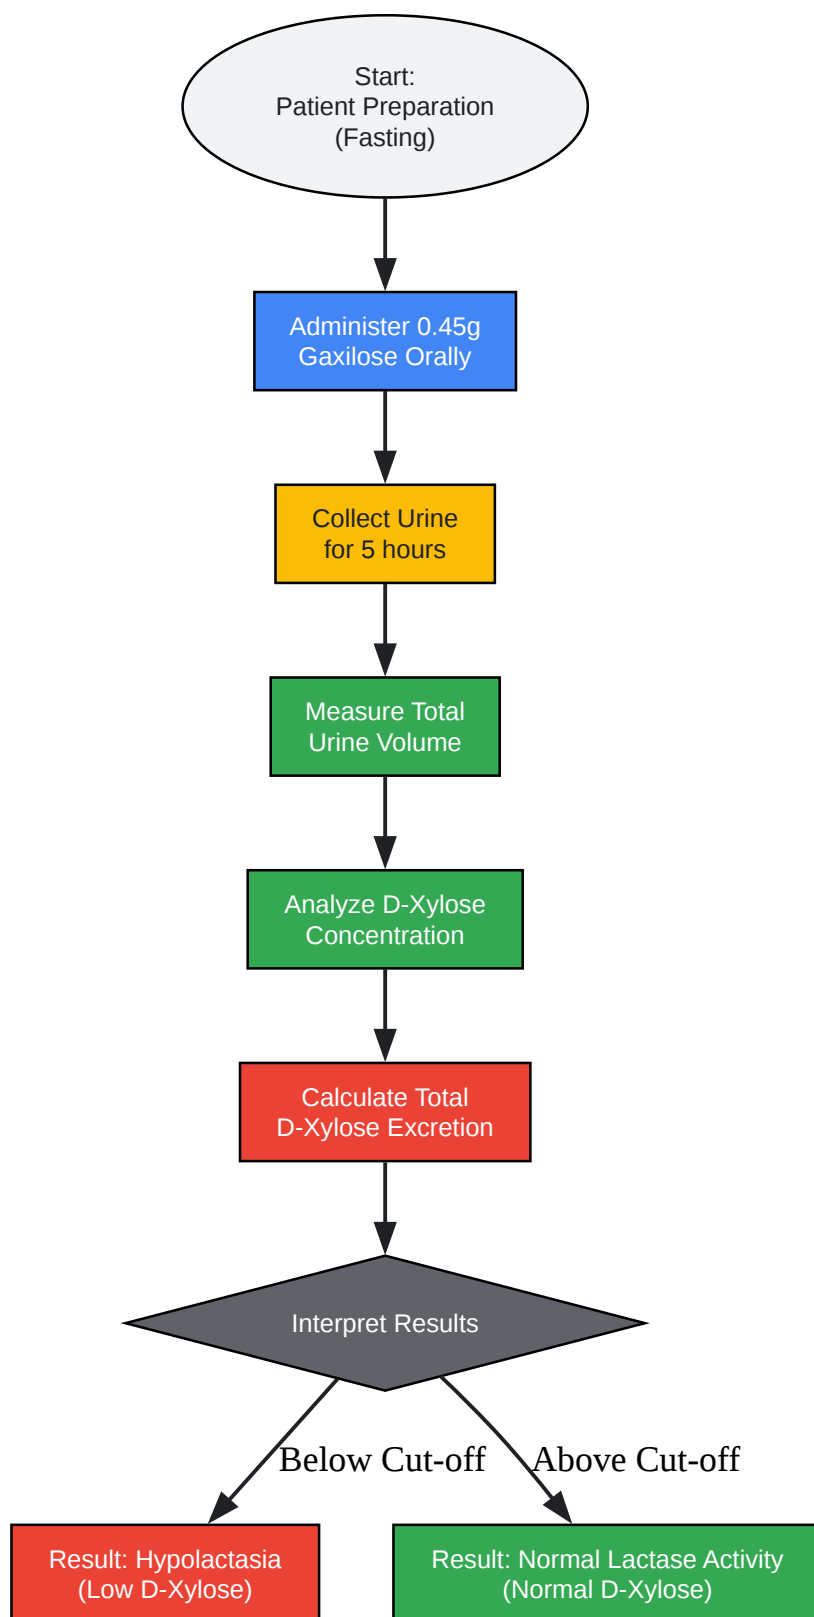 Start:
Patient Preparation
(Fasting)
Administer 0.45g
Gaxilose Orally
Collect Urine
for 5 hours
Measure Total
Urine Volume
Analyze D-Xylose
Concentration
Calculate Total
D-Xylose Excretion
Interpret Results
Below Cut-off
Above Cut-off
Result: Hypolactasia
(Low D-Xylose)
Result: Normal Lactase Activity
(Normal D-Xylose)